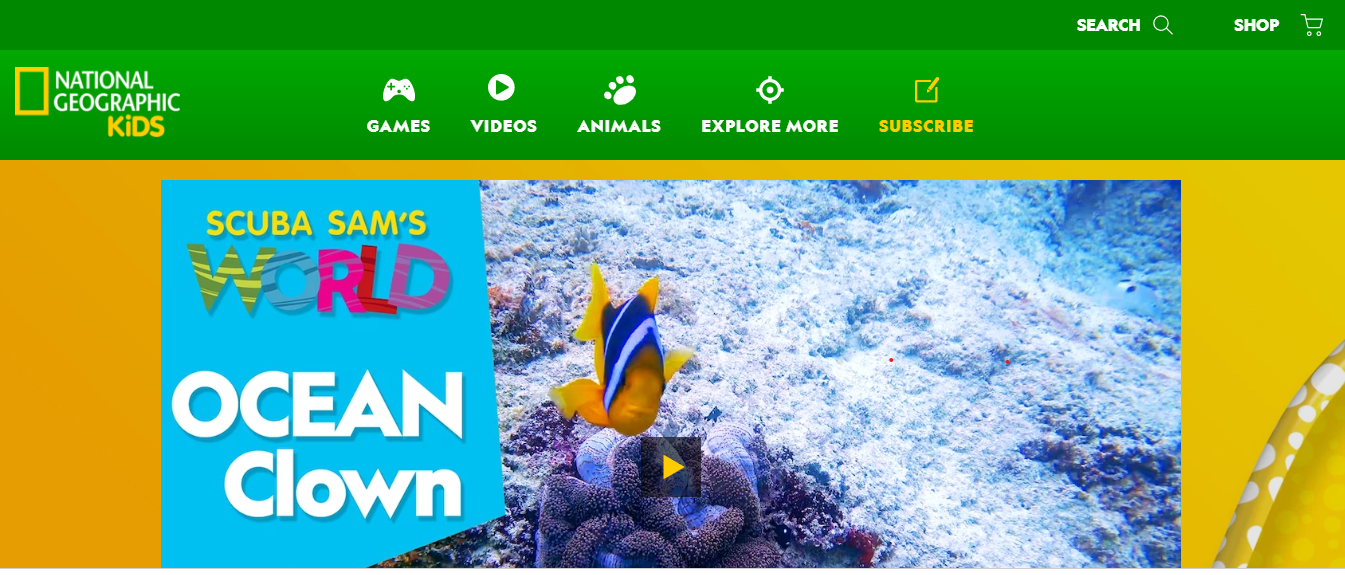 SEARCH
SHOP
NATIONAL
GEOGRAPHIC
KiDS
GAMES
VIDEOS
ANIMALS
EXPLORE MORE
SUBSCRIBE
SCUBA SAM'S
WORLD
OCEAN
Clown